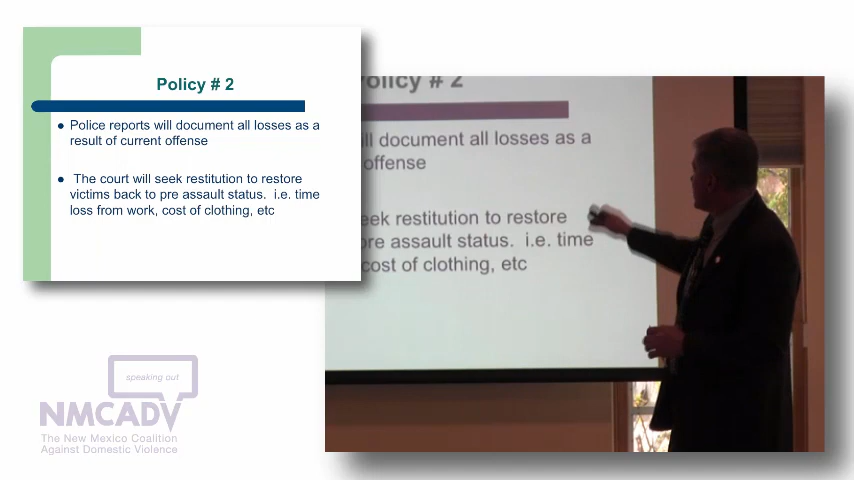 Policy # 2
● Police reports will document all losses as a
result of current offense
● The court will seek restitution to restore
victims back to pre assault status. i.e. time
loss from work, cost of clothing, etc
Policy # 2
ill document all losses as a
offense
eek restitution to restore
pre assault status. i.e. time
cost of clothing, etc
speaking out
NMCADV
The New Mexico Coalition
Against Domestic Violence